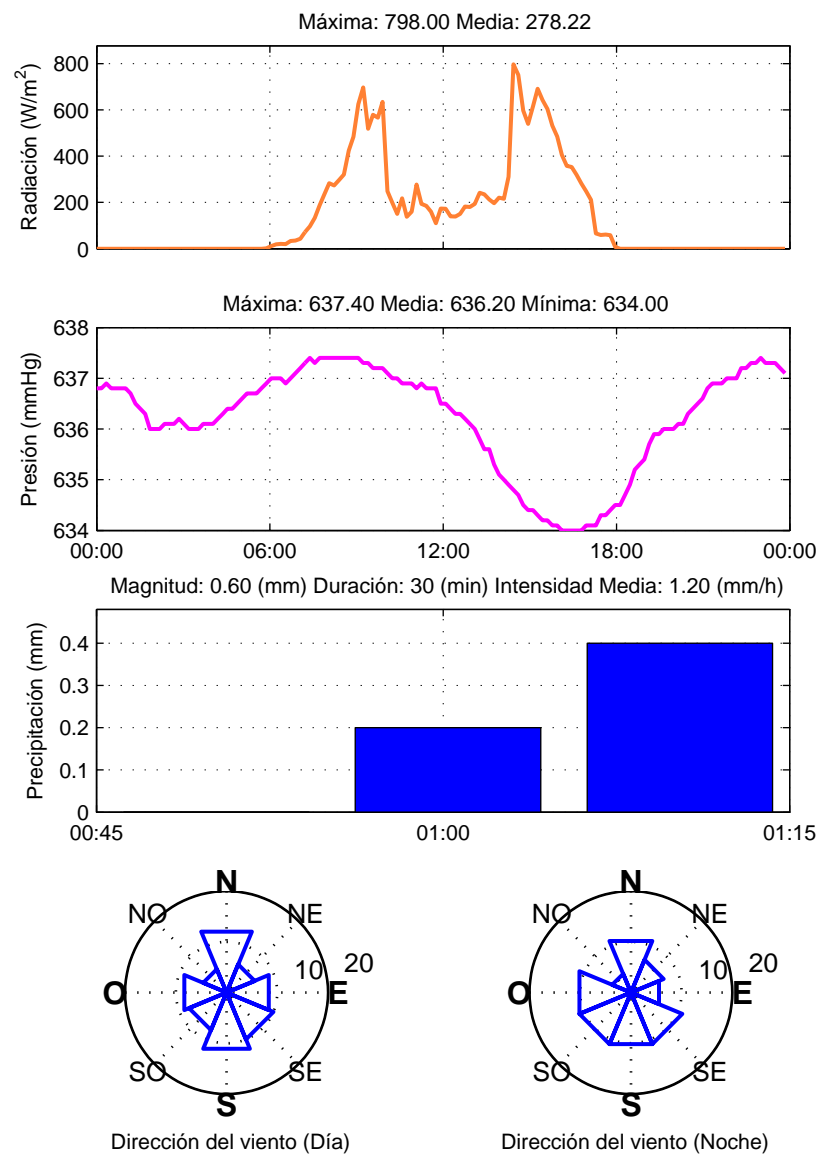 Máxima: 798.00 Media: 278.22
Radiación (W/m²)
800
600
400
200
0
Máxima: 637.40 Media: 636.20 Mínima: 634.00
Presión (mmHg)
638
637
636
635
634
00:00 06:00 12:00 18:00 00:00
Magnitud: 0.60 (mm) Duración: 30 (min) Intensidad Media: 1.20 (mm/h)
Precipitación (mm)
0.4
0.3
0.2
0.1
0
00:45 01:00 01:15
N
NO NE
10 20
O E
SO SE
S
Dirección del viento (Día)
N
NO NE
10 20
O E
SO SE
S
Dirección del viento (Noche)